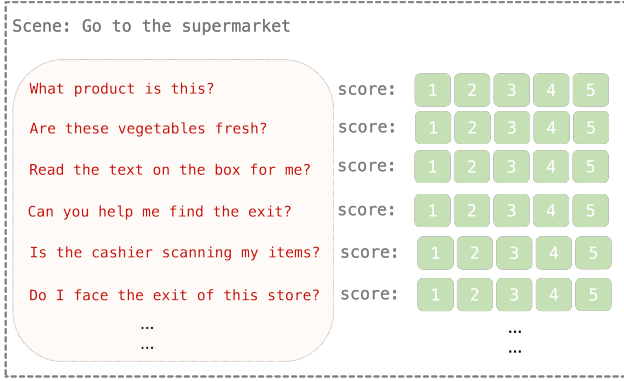 Scene: Go to the supermarket
What product is this? score: 1 2 3 4 5
Are these vegetables fresh? score: 1 2 3 4 5
Read the text on the box for me? score: 1 2 3 4 5
Can you help me find the exit? score: 1 2 3 4 5
Is the cashier scanning my items? score: 1 2 3 4 5
Do I face the exit of this store? score: 1 2 3 4 5
... ...
... ...